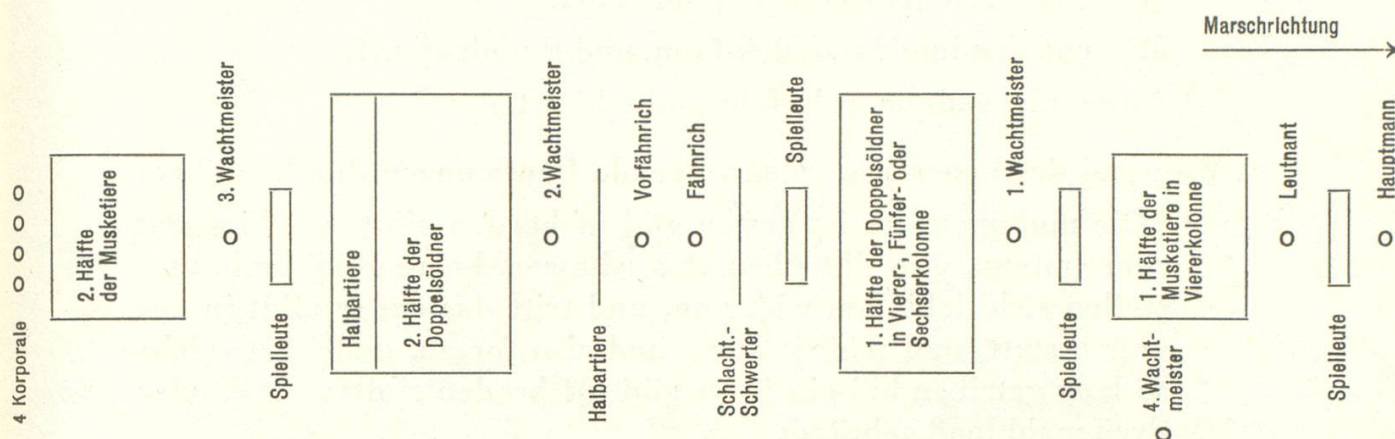 Marschrichtung
4 Korporale
2. Hälfte
der Musketiere
3. Wachtmeister
Spielleute
Halbartiere
2. Hälfte der
Doppelsöldner
2. Wachtmeister
Halbartiere
Vorfähnrich
Fähnrich
Schlacht.-
Schwerter
Spielleute
1. Hälfte der Doppelsöldner
in Vierer-, Fünfer- oder
Sechserkolonne
1. Wachtmeister
Spielleute
4. Wacht-
meister
1. Hälfte der
Musketiere in
Viererkolonne
Leutnant
Spielleute
Hauptmann